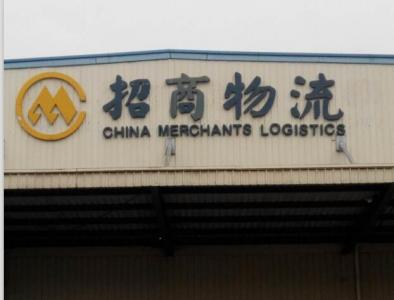 招商物流
CHINA MERCHANTS LOGISTICS